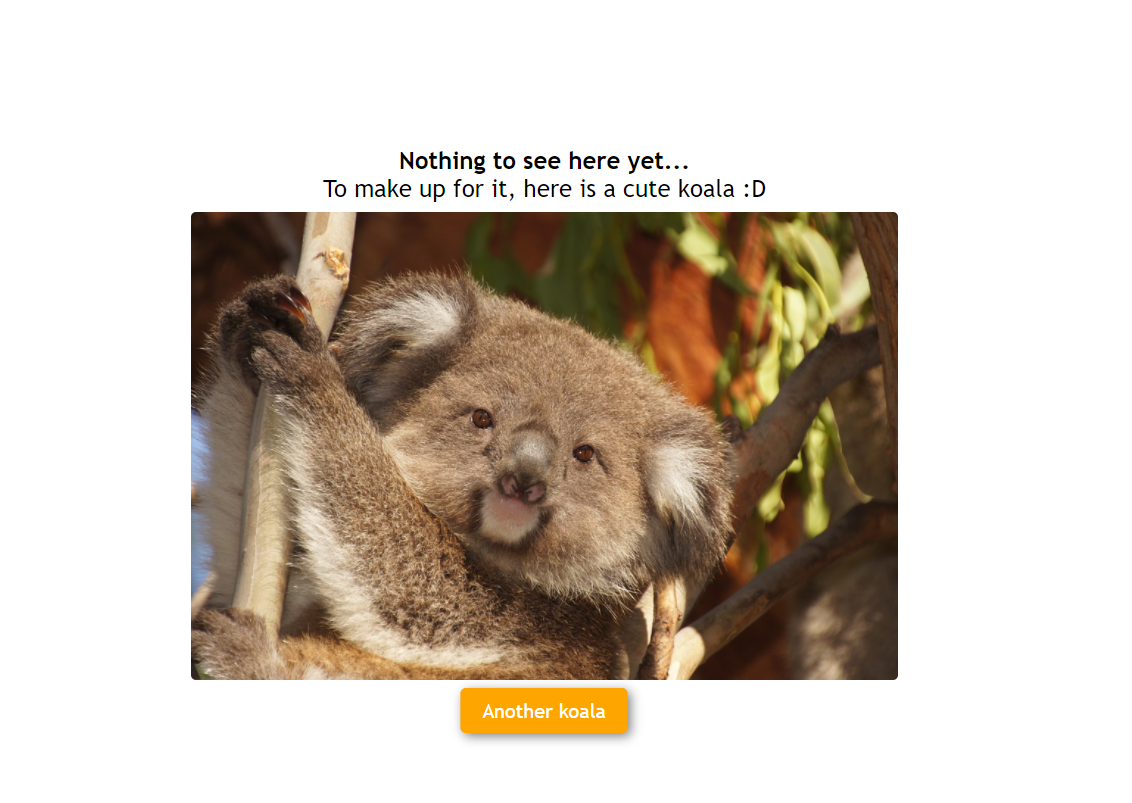 Nothing to see here yet...
To make up for it, here is a cute koala :D
Another koala